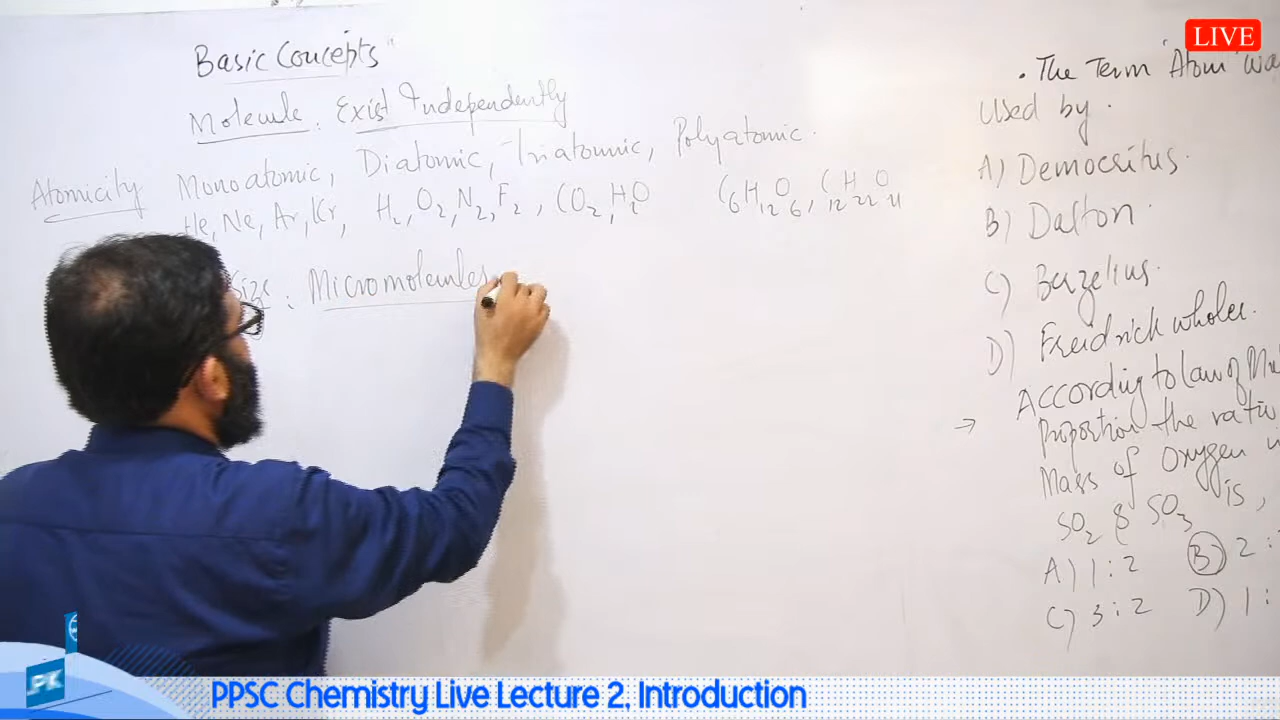 Basic Concepts"
Molecule : Exist Independently
Atomicity Monoatomic, Diatomic, Triatomic, Polyatomic.
He, Ne, Ar, Kr, H2, O2, N2, F2, CO2, H2O C6H12O6, C12H22O11
Size : Micromolecules
LIVE
• The Term "Atom" wa
Used by .
A) Democritus.
B) Dalton.
C) Berzelius.
D) Freidrick wholer.
→ According to law of Mul
Proportion the ratio
Mass of Oxygen i
SO2 & SO3 is,
A) 1:2 B) 2:
C) 3:2 D) 1:
PPSC Chemistry Live Lecture 2, Introduction